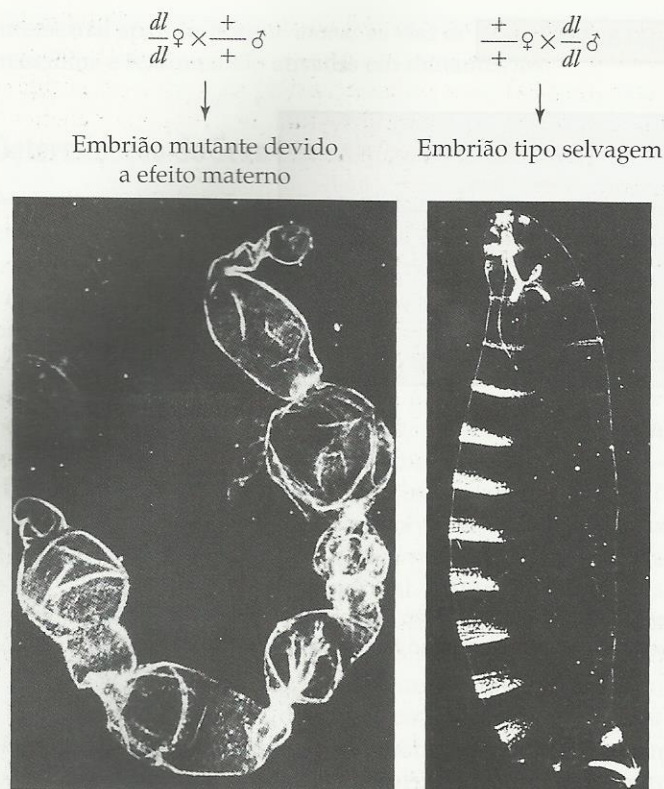 dl/dl ♀ × +/+ ♂
Embrião mutante devido
a efeito materno
+/+ ♀ × dl/dl ♂
Embrião tipo selvagem